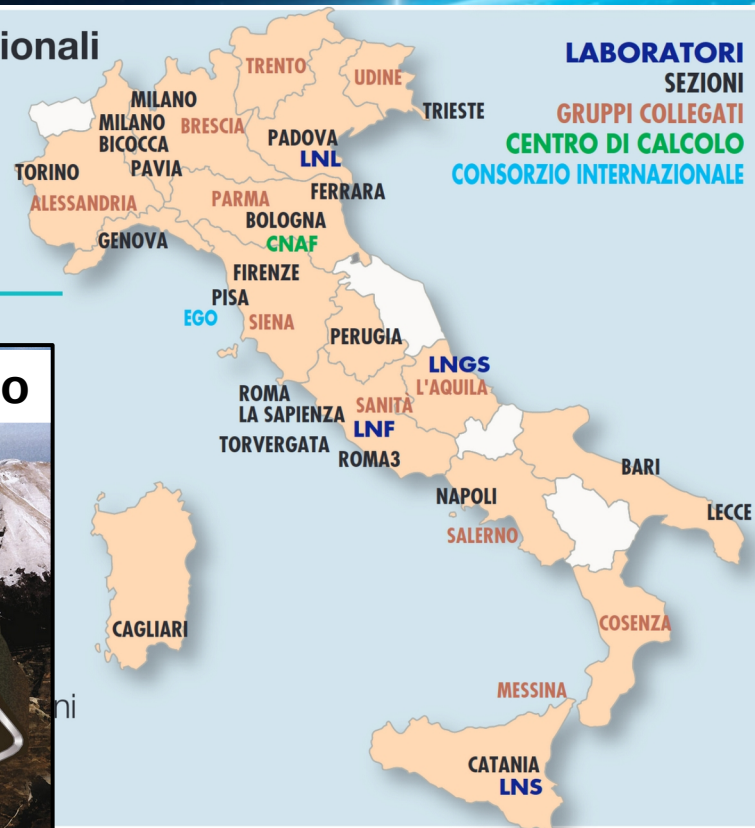 ionali
LABORATORI
SEZIONI
GRUPPI COLLEGATI
CENTRO DI CALCOLO
CONSORZIO INTERNAZIONALE
TRENTO
UDINE
TRIESTE
MILANO
MILANO
BICOCCA
BRESCIA
PADOVA
LNL
TORINO
PAVIA
ALESSANDRIA
PARMA
FERRARA
BOLOGNA
CNAF
GENOVA
FIRENZE
PISA
EGO
SIENA
PERUGIA
o
LNGS
L'AQUILA
ROMA
LA SAPIENZA
SANITÀ
LNF
TORVERGATA
ROMA3
BARI
NAPOLI
LECCE
SALERNO
CAGLIARI
COSENZA
MESSINA
ni
CATANIA
LNS